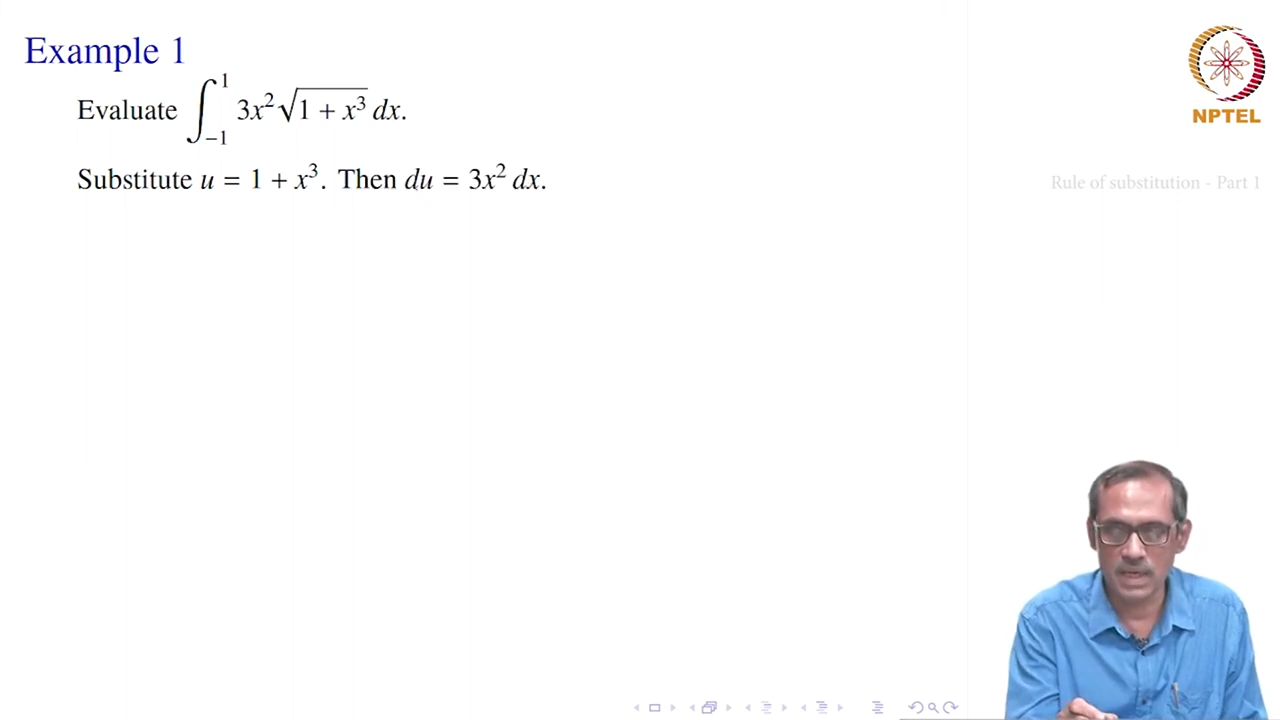 Example 1
Evaluate ∫_{-1}^{1} 3x²√(1 + x³) dx.
Substitute u = 1 + x³. Then du = 3x² dx.
NPTEL
Rule of substitution - Part 1